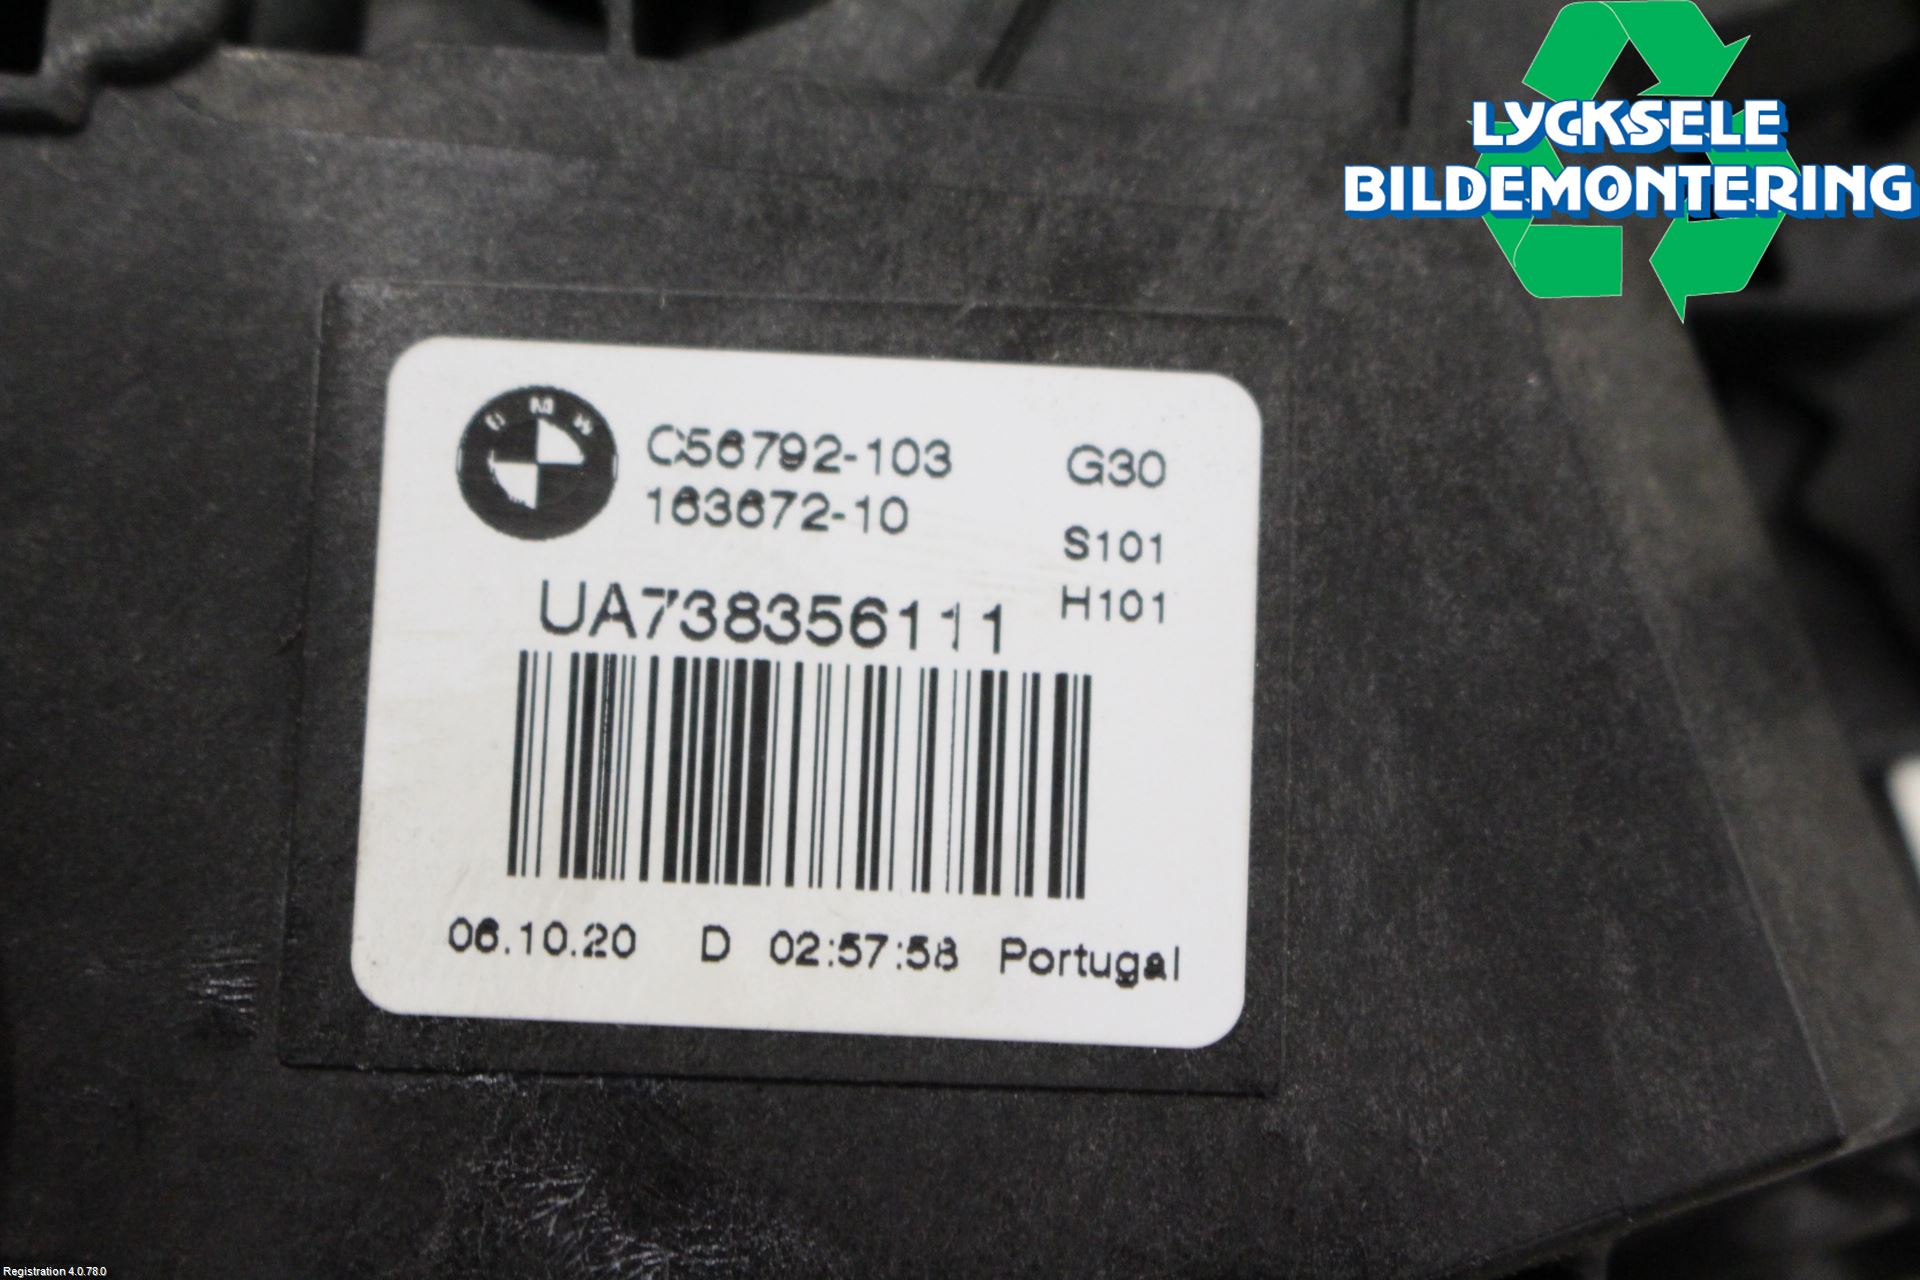 LYCKSELE
BILDEMONTERING
BMW
C56792-103 G30
163672-10
S101
UA738356111 H101
06.10.20 D 02:57:58 Portugal
Registration 4.0.78.0